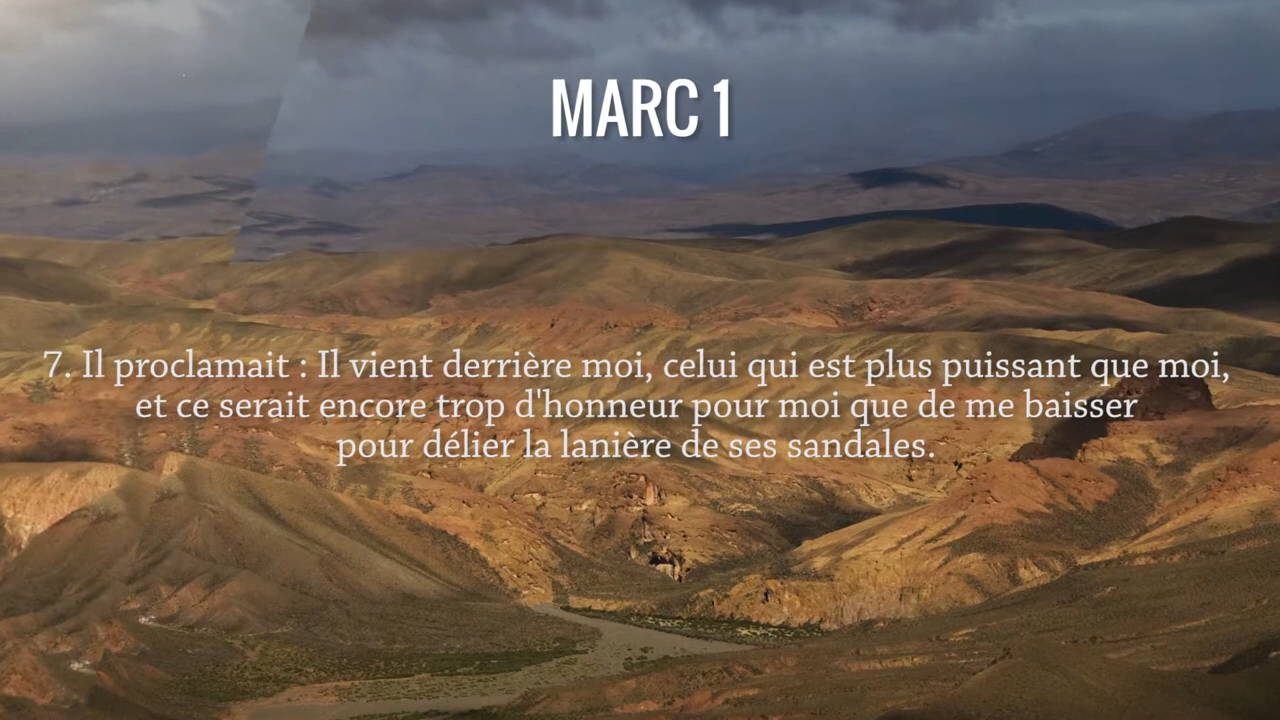 MARC 1
7. Il proclamait : Il vient derrière moi, celui qui est plus puissant que moi,
et ce serait encore trop d'honneur pour moi que de me baisser
pour délier la lanière de ses sandales.